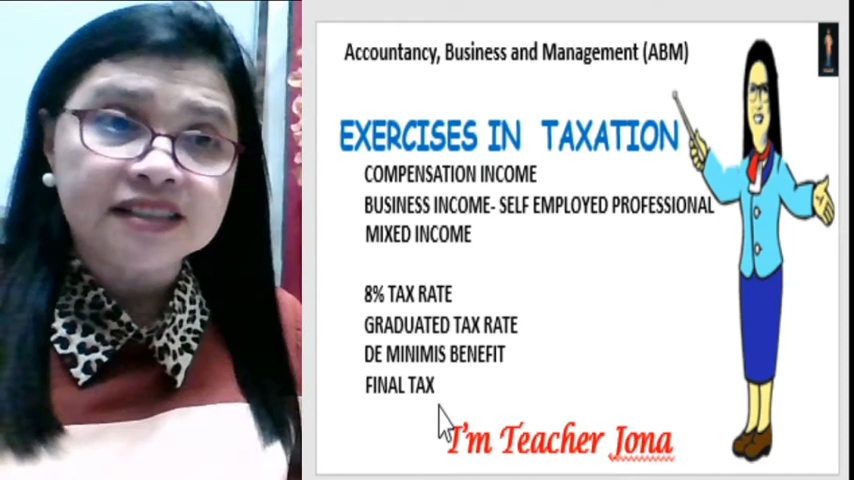 Accountancy, Business and Management (ABM)
EXERCISES IN TAXATION
COMPENSATION INCOME
BUSINESS INCOME- SELF EMPLOYED PROFESSIONAL
MIXED INCOME
8% TAX RATE
GRADUATED TAX RATE
DE MINIMIS BENEFIT
FINAL TAX
I'm Teacher Jona